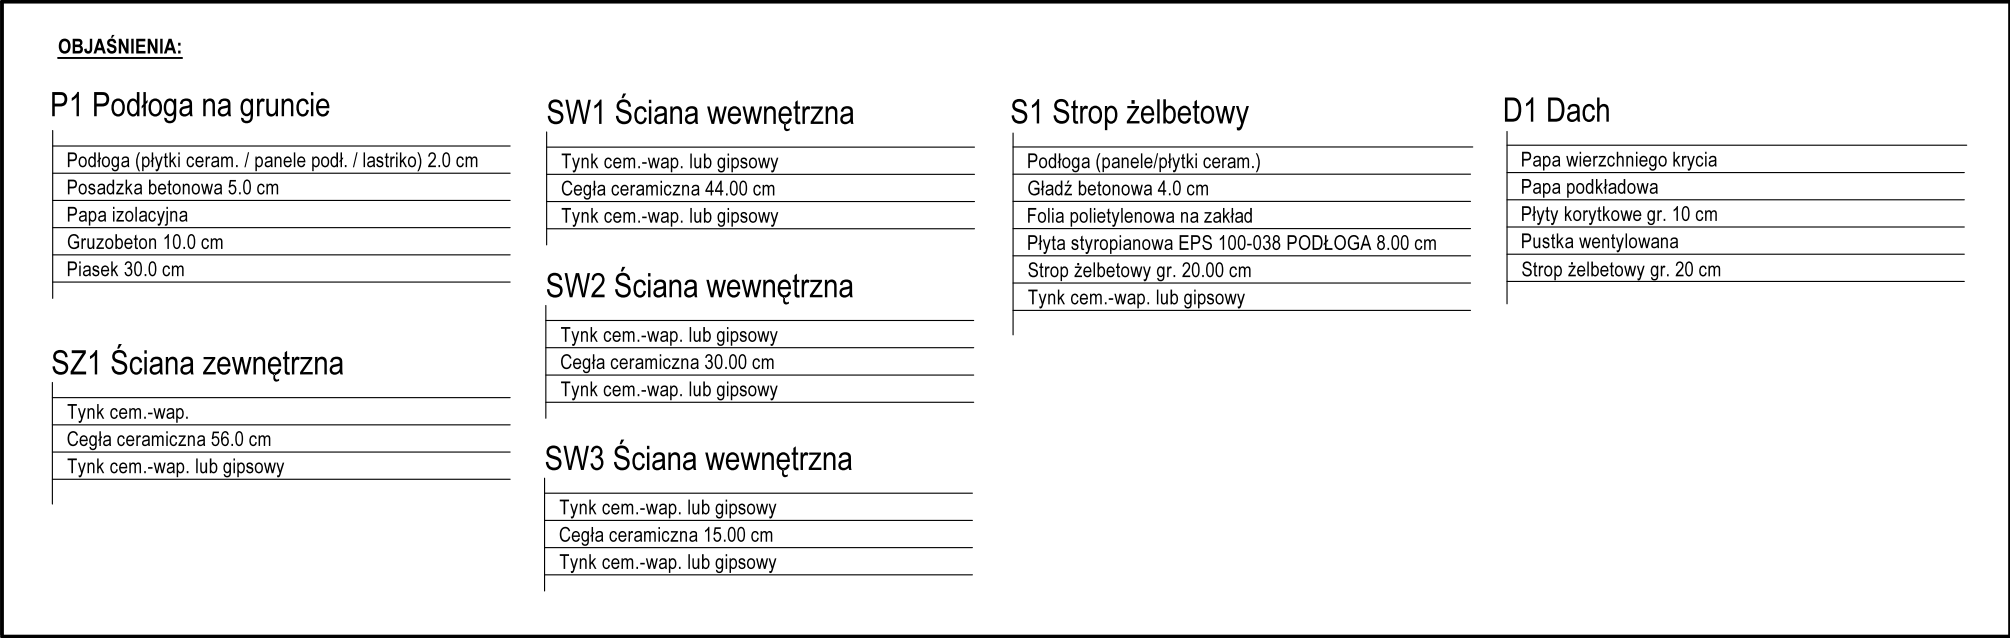 OBJAŚNIENIA:
P1 Podłoga na gruncie
Podłoga (płytki ceram. / panele podł. / lastriko) 2.0 cm
Posadzka betonowa 5.0 cm
Papa izolacyjna
Gruzobeton 10.0 cm
Piasek 30.0 cm
SZ1 Ściana zewnętrzna
Tynk cem.-wap.
Cegła ceramiczna 56.0 cm
Tynk cem.-wap. lub gipsowy
SW1 Ściana wewnętrzna
Tynk cem.-wap. lub gipsowy
Cegła ceramiczna 44.00 cm
Tynk cem.-wap. lub gipsowy
SW2 Ściana wewnętrzna
Tynk cem.-wap. lub gipsowy
Cegła ceramiczna 30.00 cm
Tynk cem.-wap. lub gipsowy
SW3 Ściana wewnętrzna
Tynk cem.-wap. lub gipsowy
Cegła ceramiczna 15.00 cm
Tynk cem.-wap. lub gipsowy
S1 Strop żelbetowy
Podłoga (panele/płytki ceram.)
Gładź betonowa 4.0 cm
Folia polietylenowa na zakład
Płyta styropianowa EPS 100-038 PODŁOGA 8.00 cm
Strop żelbetowy gr. 20.00 cm
Tynk cem.-wap. lub gipsowy
D1 Dach
Papa wierzchniego krycia
Papa podkładowa
Płyty korytkowe gr. 10 cm
Pustka wentylowana
Strop żelbetowy gr. 20 cm